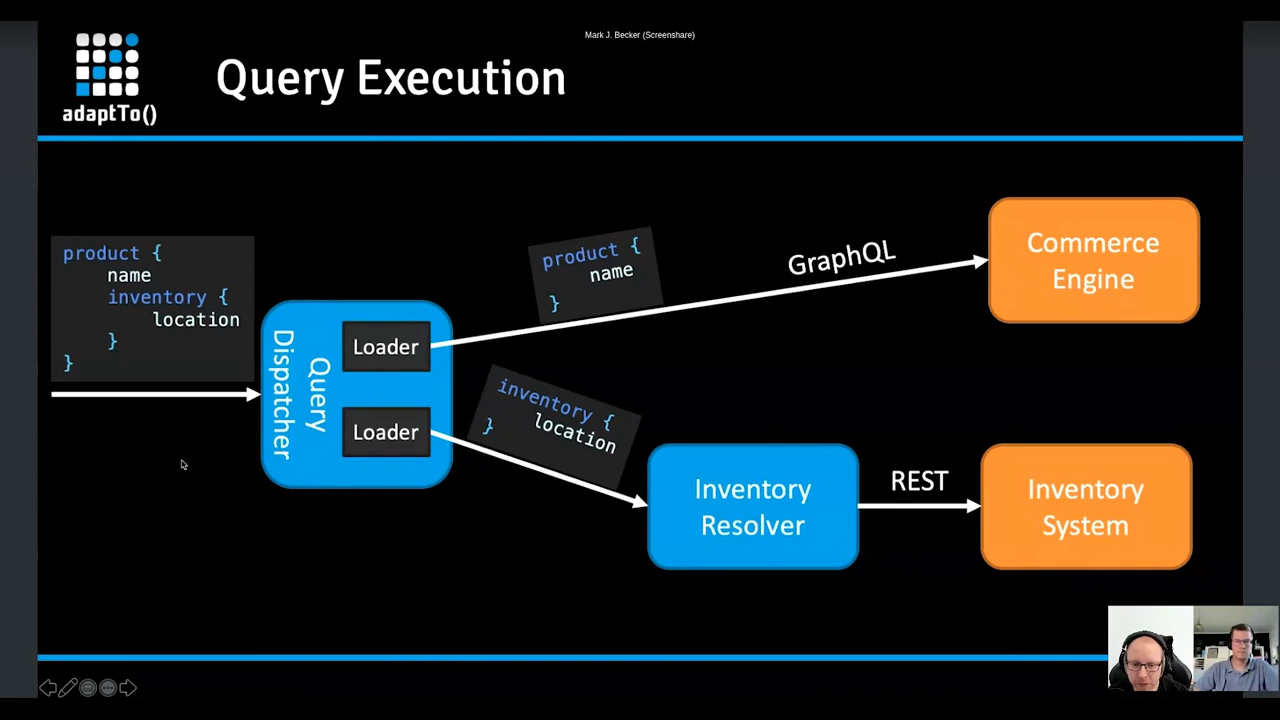 Mark J. Becker (Screenshare)
adaptTo()
Query Execution
product {
name
inventory {
location
}
}
Query
Dispatcher
Loader
Loader
product {
name
}
GraphQL
Commerce
Engine
inventory {
location
}
Inventory
Resolver
REST
Inventory
System